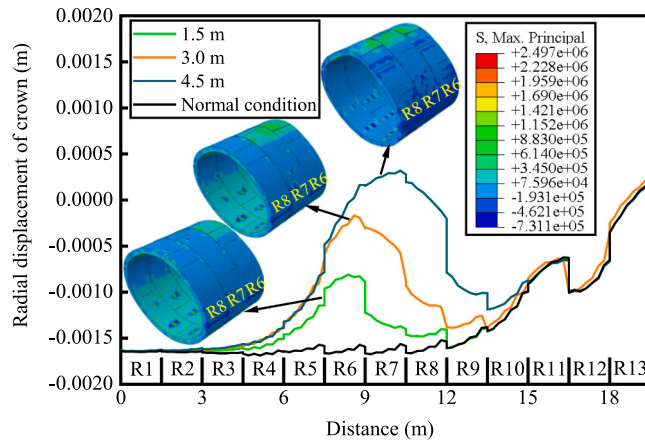 0.0020
0.0015
0.0010
0.0005
0.0000
-0.0005
-0.0010
-0.0015
-0.0020
Radial displacement of crown (m)
1.5 m
3.0 m
4.5 m
Normal condition
S, Max. Principal
+2.497e+06
+2.228e+06
+1.959e+06
+1.690e+06
+1.421e+06
+1.152e+06
+8.830e+05
+6.140e+05
+3.450e+05
+7.596e+04
-1.931e+05
-4.621e+05
-7.311e+05
R8 R7 R6
R8 R7 R6
R8 R7 R6
R1 R2 R3 R4 R5 R6 R7 R8 R9 R10 R11 R12 R13
0 3 6 9 12 15 18
Distance (m)